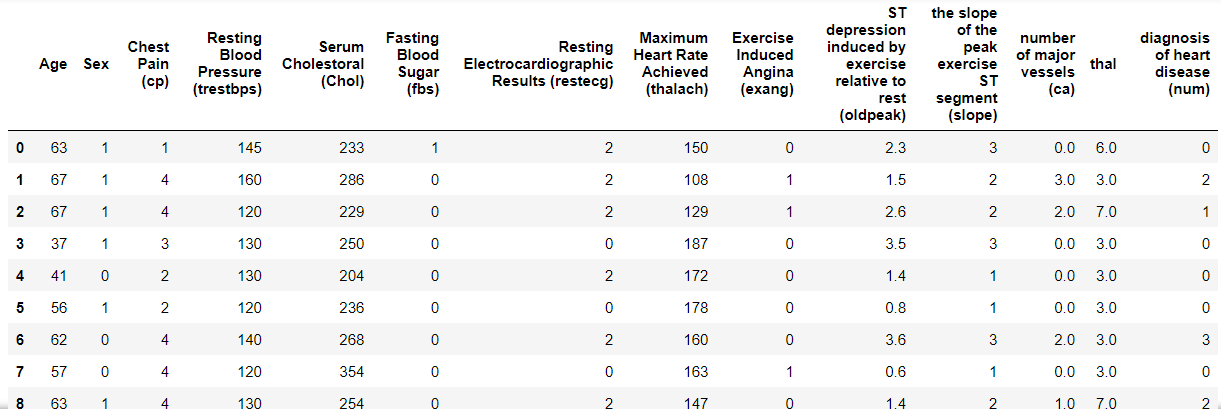 Age Sex Chest Pain (cp) Resting Blood Pressure (trestbps) Serum Cholestoral (Chol) Fasting Blood Sugar (fbs) Resting Electrocardiographic Results (restecg) Maximum Heart Rate Achieved (thalach) Exercise Induced Angina (exang) ST depression induced by exercise relative to rest (oldpeak) the slope of the peak exercise ST segment (slope) number of major vessels (ca) thal diagnosis of heart disease (num)
0 63 1 1 145 233 1 2 150 0 2.3 3 0.0 6.0 0
1 67 1 4 160 286 0 2 108 1 1.5 2 3.0 3.0 2
2 67 1 4 120 229 0 2 129 1 2.6 2 2.0 7.0 1
3 37 1 3 130 250 0 0 187 0 3.5 3 0.0 3.0 0
4 41 0 2 130 204 0 2 172 0 1.4 1 0.0 3.0 0
5 56 1 2 120 236 0 0 178 0 0.8 1 0.0 3.0 0
6 62 0 4 140 268 0 2 160 0 3.6 3 2.0 3.0 3
7 57 0 4 120 354 0 0 163 1 0.6 1 0.0 3.0 0
8 63 1 4 130 254 0 2 147 0 1.4 2 1.0 7.0 2